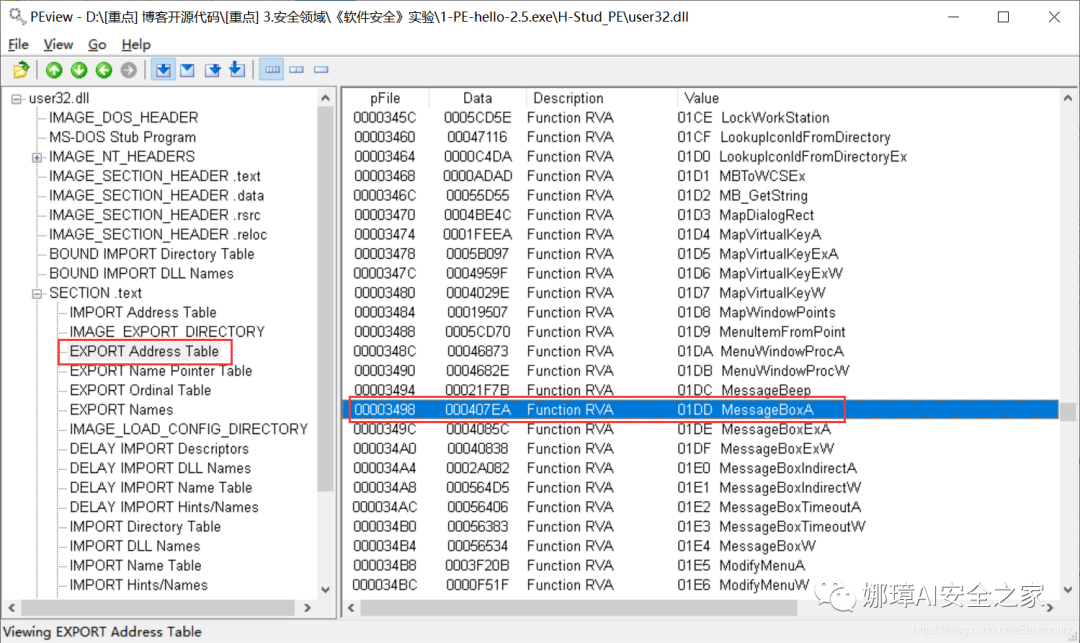 PEview - D:\[重点] 博客开源代码\[重点] 3.安全领域\《软件安全》实验\1-PE-hello-2.5.exe\H-Stud_PE\user32.dll
File View Go Help
user32.dll
IMAGE_DOS_HEADER
MS-DOS Stub Program
IMAGE_NT_HEADERS
IMAGE_SECTION_HEADER .text
IMAGE_SECTION_HEADER .data
IMAGE_SECTION_HEADER .rsrc
IMAGE_SECTION_HEADER .reloc
BOUND IMPORT Directory Table
BOUND IMPORT DLL Names
SECTION .text
IMPORT Address Table
IMAGE_EXPORT_DIRECTORY
EXPORT Address Table
EXPORT Name Pointer Table
EXPORT Ordinal Table
EXPORT Names
IMAGE_LOAD_CONFIG_DIRECTORY
DELAY IMPORT Descriptors
DELAY IMPORT DLL Names
DELAY IMPORT Name Table
DELAY IMPORT Hints/Names
IMPORT Directory Table
IMPORT DLL Names
IMPORT Name Table
IMPORT Hints/Names
pFile Data Description Value
0000345C 0005CD5E Function RVA 01CE LockWorkStation
00003460 00047116 Function RVA 01CF LookupIconIdFromDirectory
00003464 0000C4DA Function RVA 01D0 LookupIconIdFromDirectoryEx
00003468 0000ADAD Function RVA 01D1 MBToWCSEx
0000346C 00055D55 Function RVA 01D2 MB_GetString
00003470 0004BE4C Function RVA 01D3 MapDialogRect
00003474 0001FEEA Function RVA 01D4 MapVirtualKeyA
00003478 0005B097 Function RVA 01D5 MapVirtualKeyExA
0000347C 0004959F Function RVA 01D6 MapVirtualKeyExW
00003480 0004029E Function RVA 01D7 MapVirtualKeyW
00003484 00019507 Function RVA 01D8 MapWindowPoints
00003488 0005CD70 Function RVA 01D9 MenuItemFromPoint
0000348C 00046873 Function RVA 01DA MenuWindowProcA
00003490 0004682E Function RVA 01DB MenuWindowProcW
00003494 00021F7B Function RVA 01DC MessageBeep
00003498 000407EA Function RVA 01DD MessageBoxA
0000349C 0004085C Function RVA 01DE MessageBoxExA
000034A0 00040838 Function RVA 01DF MessageBoxExW
000034A4 0002A082 Function RVA 01E0 MessageBoxIndirectA
000034A8 000564D5 Function RVA 01E1 MessageBoxIndirectW
000034AC 00056406 Function RVA 01E2 MessageBoxTimeoutA
000034B0 00056383 Function RVA 01E3 MessageBoxTimeoutW
000034B4 00056534 Function RVA 01E4 MessageBoxW
000034B8 0003F20B Function RVA 01E5 ModifyMenuA
000034BC 0000F51F Function RVA 01E6 ModifyMenuW
娜璋AI安全之家
Viewing EXPORT Address Table